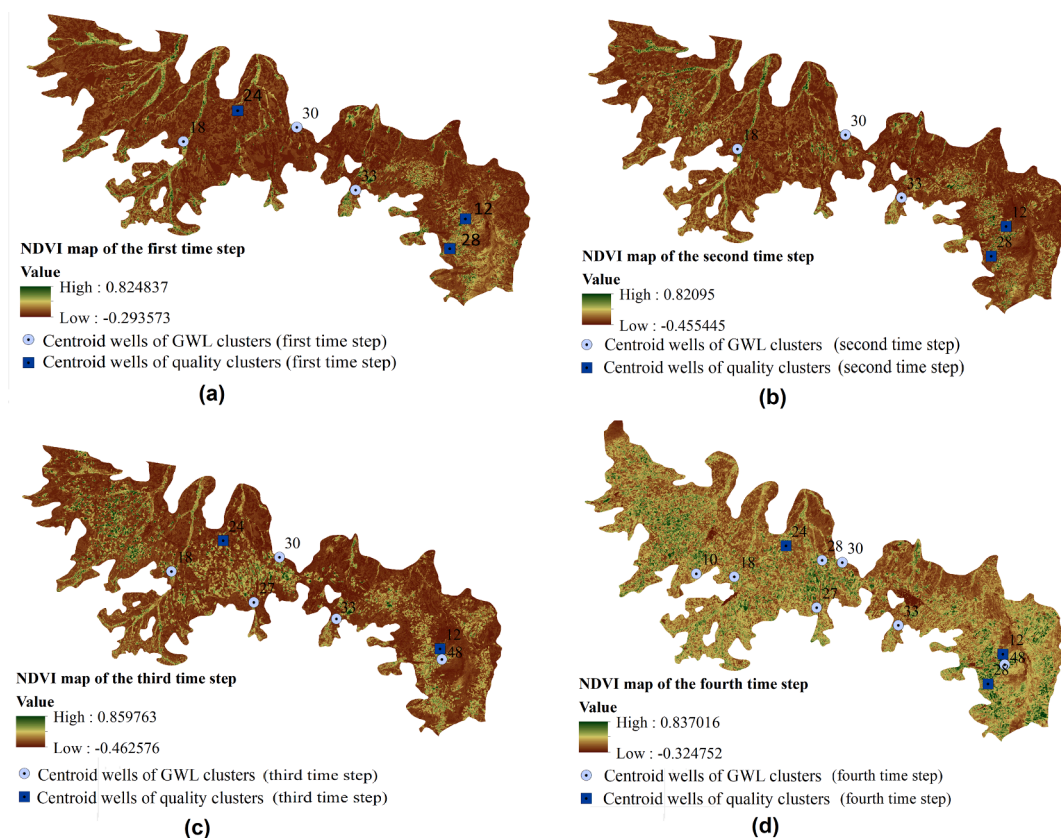 24
30
18
33
12
28
NDVI map of the first time step
Value
High : 0.824837
Low : -0.293573
Centroid wells of GWL clusters (first time step)
Centroid wells of quality clusters (first time step)
(a)
30
18
33
12
28
NDVI map of the second time step
Value
High : 0.82095
Low : -0.455445
Centroid wells of GWL clusters (second time step)
Centroid wells of quality clusters (second time step)
(b)
24
30
18
27
33
12
48
NDVI map of the third time step
Value
High : 0.859763
Low : -0.462576
Centroid wells of GWL clusters (third time step)
Centroid wells of quality clusters (third time step)
(c)
24
28
30
10
18
27
33
12
48
28
NDVI map of the fourth time step
Value
High : 0.837016
Low : -0.324752
Centroid wells of GWL clusters (fourth time step)
Centroid wells of quality clusters (fourth time step)
(d)